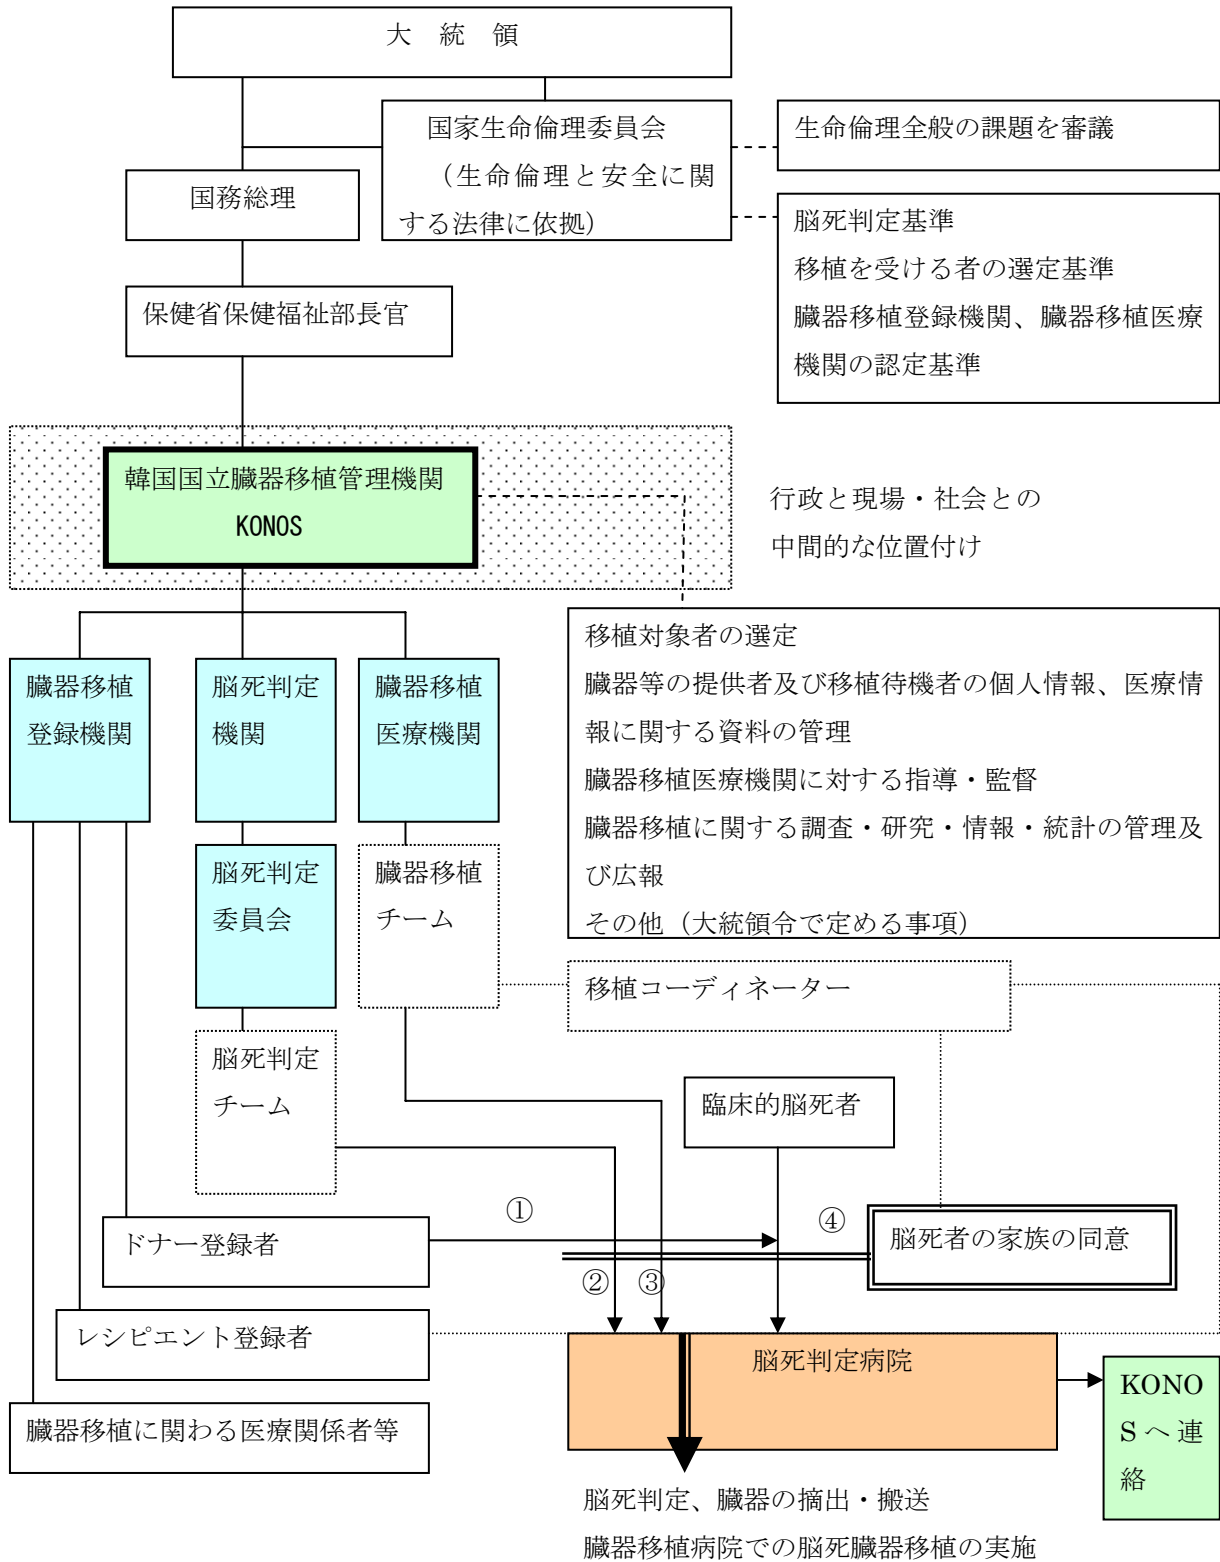 大 統 領
国家生命倫理委員会
（生命倫理と安全に関
する法律に依拠）
生命倫理全般の課題を審議
国務総理
脳死判定基準
移植を受ける者の選定基準
臓器移植登録機関、臓器移植医療
機関の認定基準
保健省保健福祉部長官
韓国国立臓器移植管理機関
KONOS
行政と現場・社会との
中間的な位置付け
移植対象者の選定
臓器等の提供者及び移植待機者の個人情報、医療情
報に関する資料の管理
臓器移植医療機関に対する指導・監督
臓器移植に関する調査・研究・情報・統計の管理及
び広報
その他（大統領令で定める事項）
臓器移植
登録機関
脳死判定
機関
臓器移植
医療機関
脳死判定
委員会
臓器移植
チーム
移植コーディネーター
脳死判定
チーム
臨床的脳死者
①
④
ドナー登録者
脳死者の家族の同意
②
③
レシピエント登録者
脳死判定病院
KONO
Sへ連
絡
臓器移植に関わる医療関係者等
脳死判定、臓器の摘出・搬送
臓器移植病院での脳死臓器移植の実施